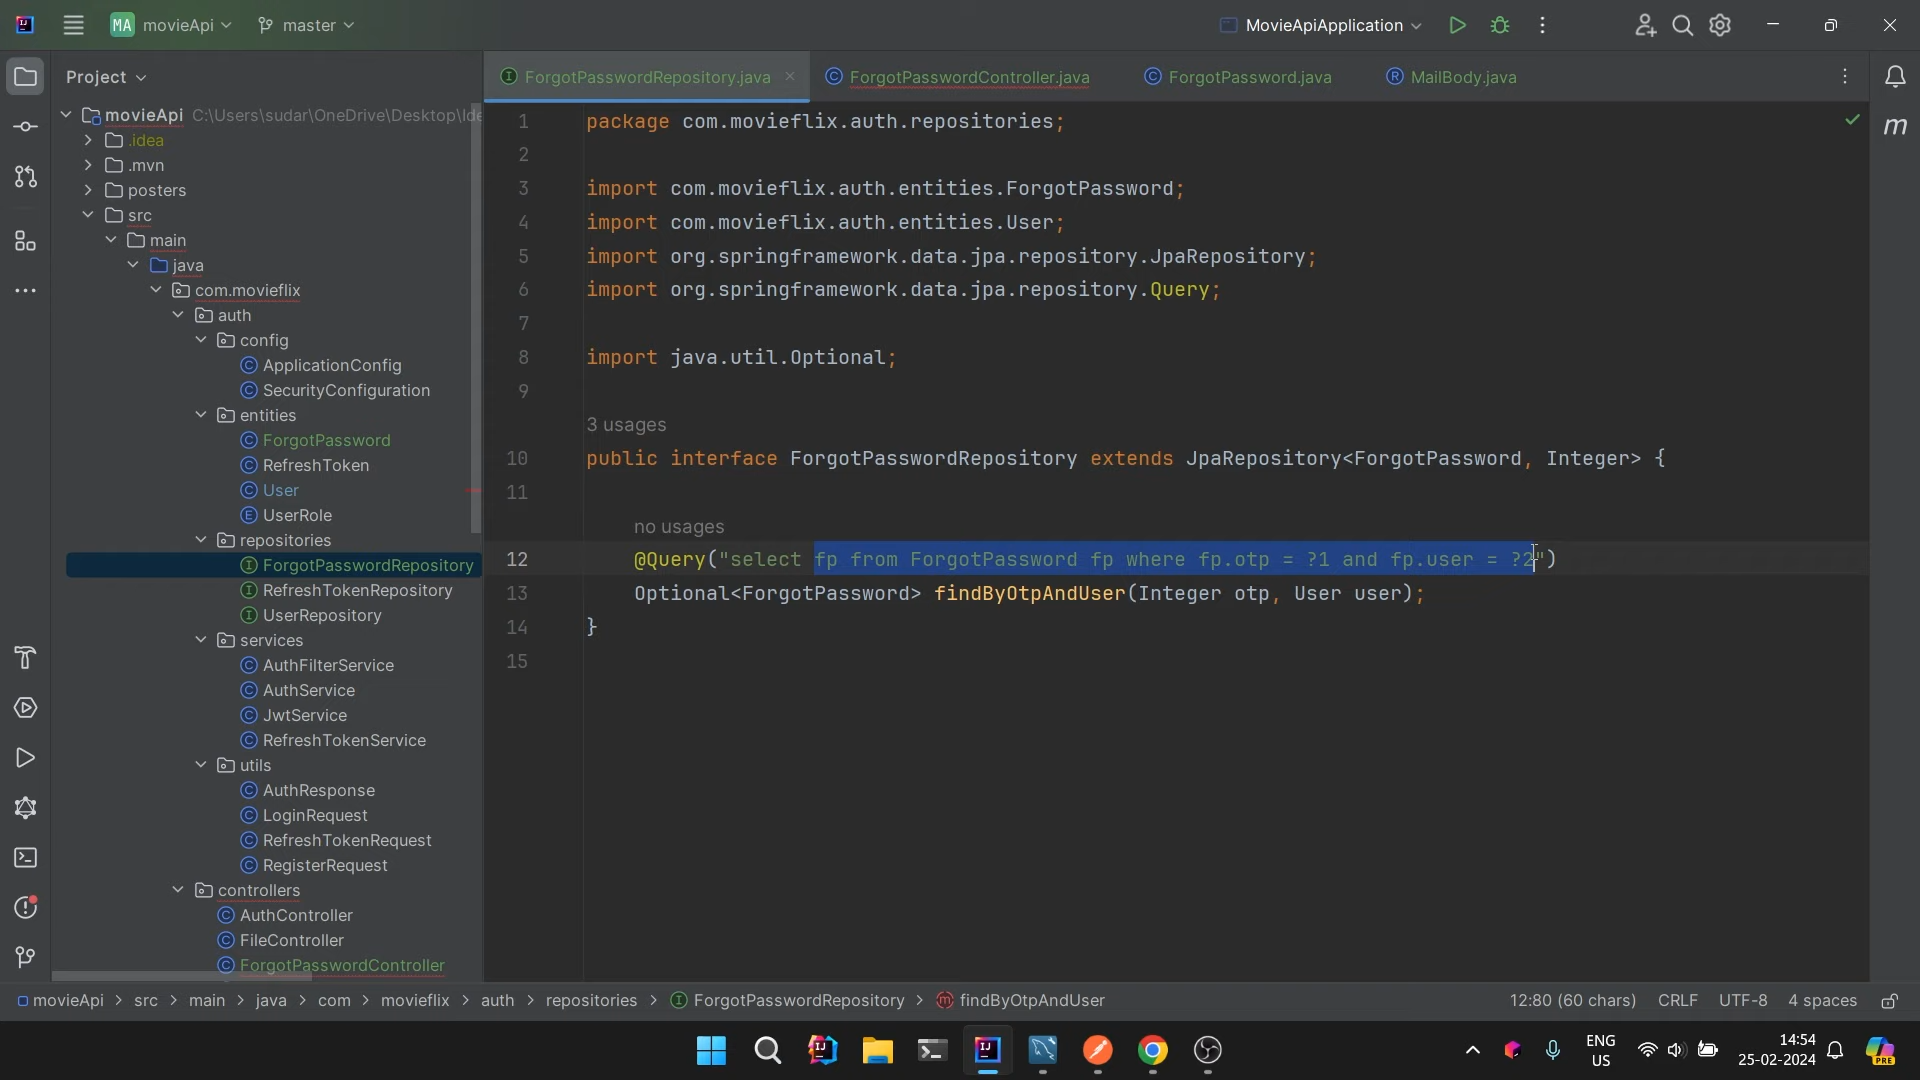 MA movieApi master MovieApiApplication
Project
ForgotPasswordRepository.java ForgotPasswordController.java ForgotPassword.java MailBody.java
movieApi C:\Users\sudar\OneDrive\Desktop\Ide
.idea
.mvn
posters
src
main
java
com.movieflix
auth
config
ApplicationConfig
SecurityConfiguration
entities
ForgotPassword
RefreshToken
User
UserRole
repositories
ForgotPasswordRepository
RefreshTokenRepository
UserRepository
services
AuthFilterService
AuthService
JwtService
RefreshTokenService
utils
AuthResponse
LoginRequest
RefreshTokenRequest
RegisterRequest
controllers
AuthController
FileController
ForgotPasswordController
1 package com.movieflix.auth.repositories;
2
3 import com.movieflix.auth.entities.ForgotPassword;
4 import com.movieflix.auth.entities.User;
5 import org.springframework.data.jpa.repository.JpaRepository;
6 import org.springframework.data.jpa.repository.Query;
7
8 import java.util.Optional;
9
3 usages
10 public interface ForgotPasswordRepository extends JpaRepository<ForgotPassword, Integer> {
11
no usages
12 @Query("select fp from ForgotPassword fp where fp.otp = ?1 and fp.user = ?2")
13 Optional<ForgotPassword> findByOtpAndUser(Integer otp, User user);
14 }
15
m
movieApi > src > main > java > com > movieflix > auth > repositories > ForgotPasswordRepository > findByOtpAndUser
12:80 (60 chars) CRLF UTF-8 4 spaces
ENG
US
14:54
25-02-2024
PRE